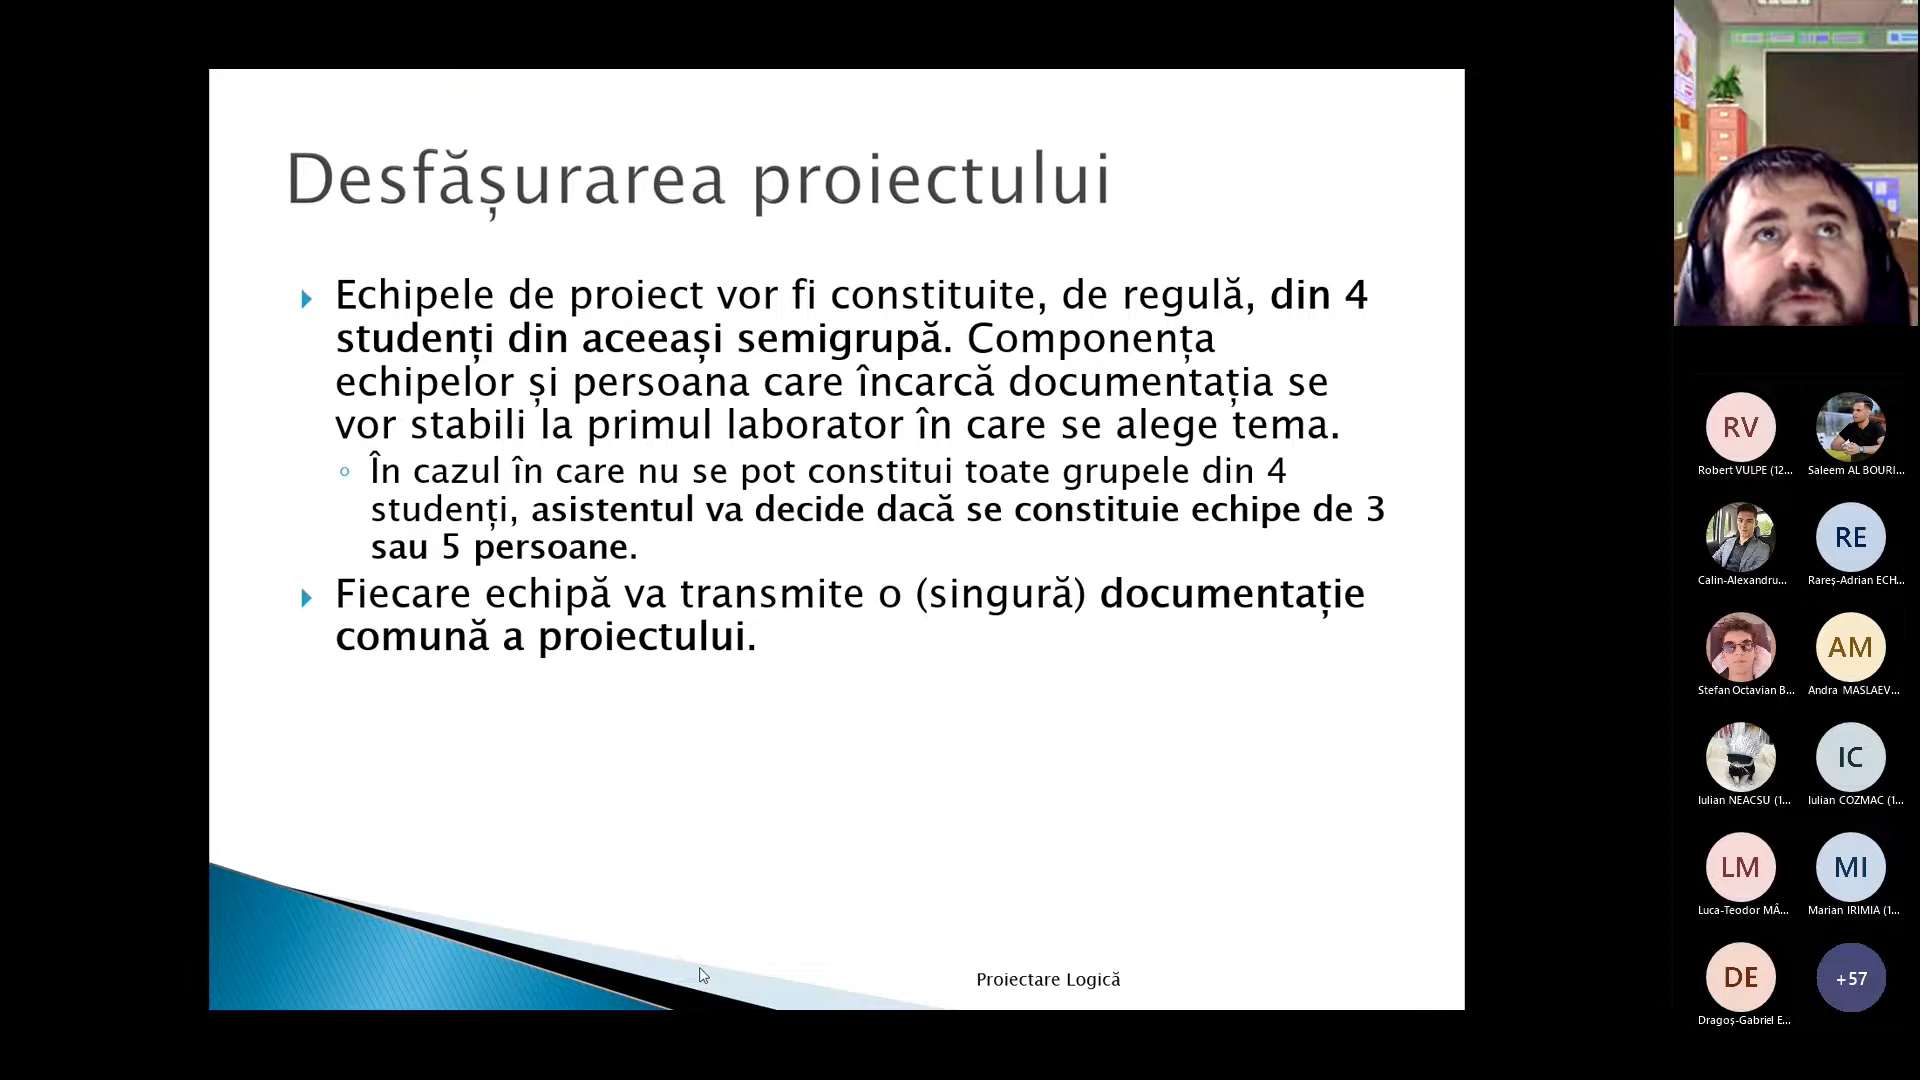 Desfășurarea proiectului
Echipele de proiect vor fi constituite, de regulă, din 4
studenți din aceeași semigrupă. Componența
echipelor și persoana care încarcă documentația se
vor stabili la primul laborator în care se alege tema.
În cazul în care nu se pot constitui toate grupele din 4
studenți, asistentul va decide dacă se constituie echipe de 3
sau 5 persoane.
Fiecare echipă va transmite o (singură) documentație
comună a proiectului.
Proiectare Logică
RV
Robert VULPE (12...
Saleem AL BOURI...
Calin-Alexandru...
RE
Rareș-Adrian ECH...
Stefan Octavian B...
AM
Andra MASLAEV...
Iulian NEACSU (1...
IC
Iulian COZMAC (1...
LM
Luca-Teodor MÂ...
MI
Marian IRIMIA (1...
DE
Dragoș-Gabriel E...
+57